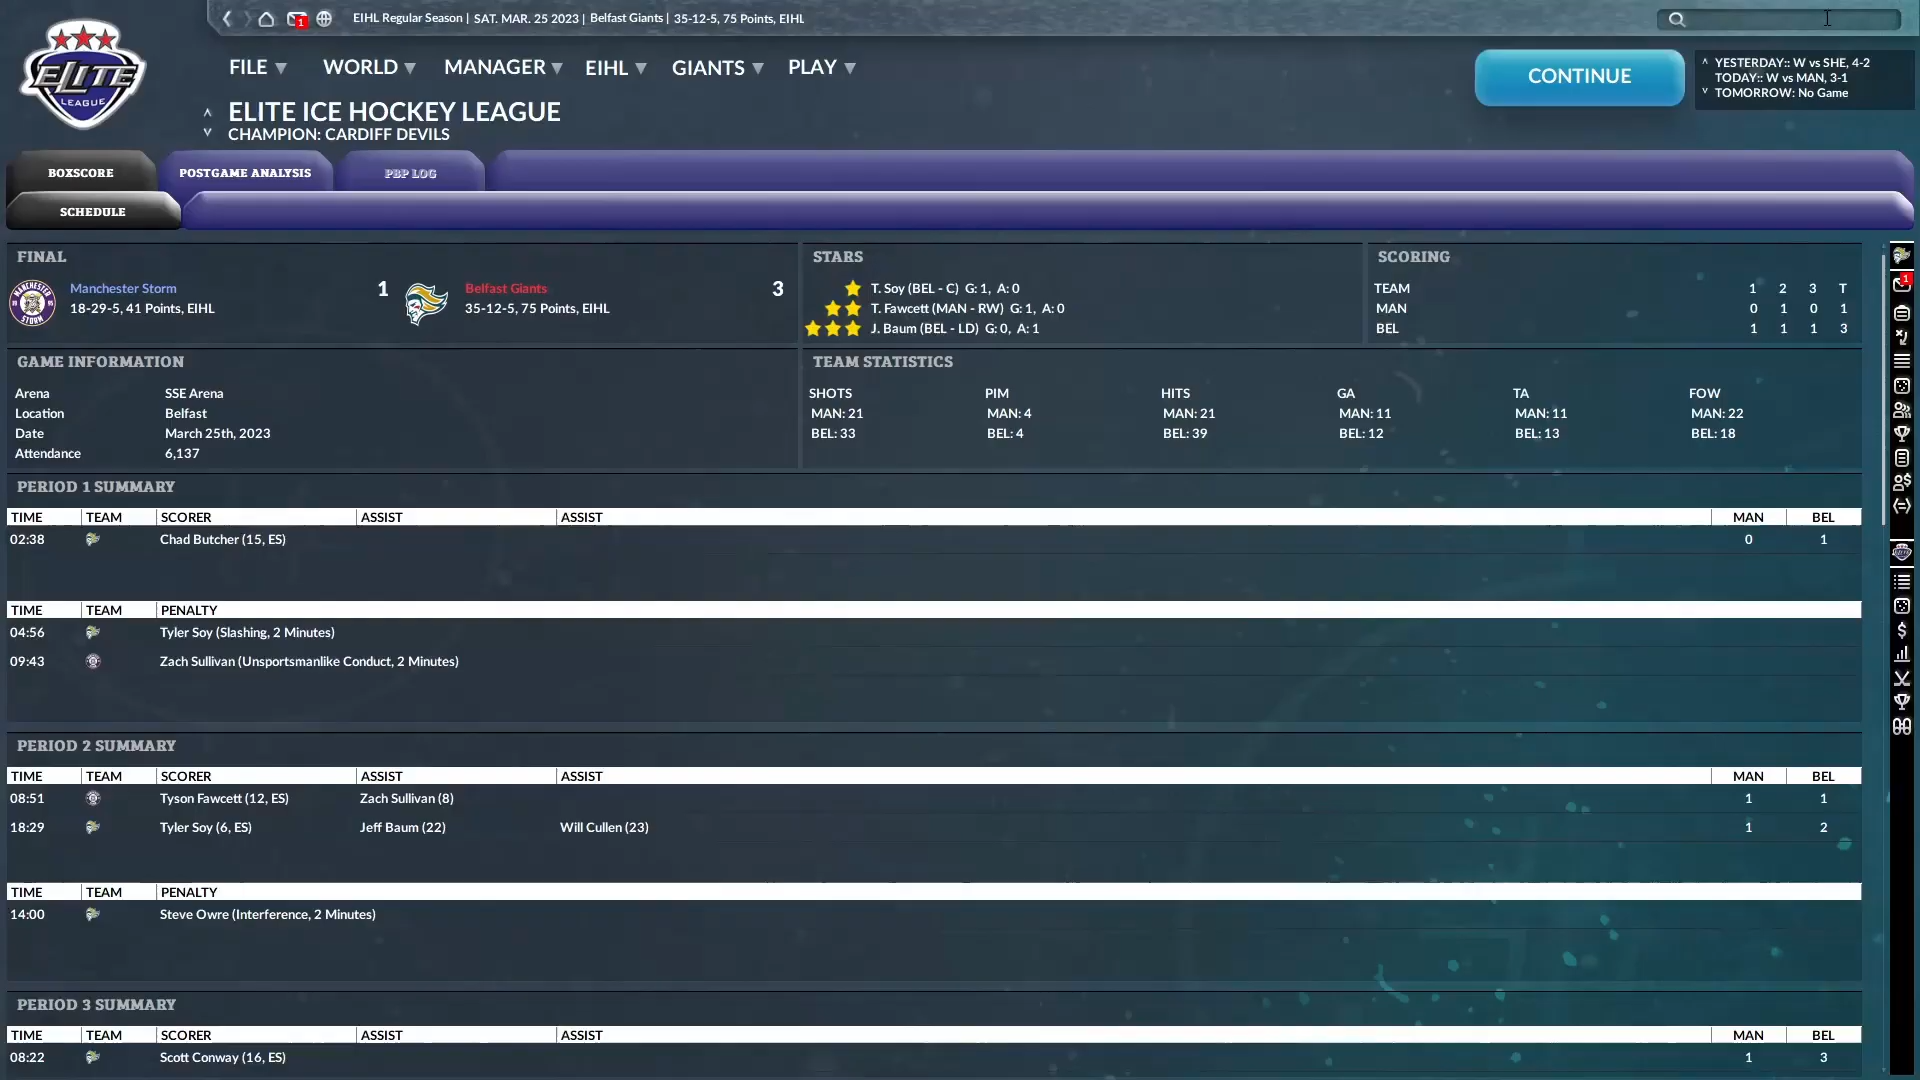 1
EIHL Regular Season | SAT. MAR. 25 2023 | Belfast Giants | 35-12-5, 75 Points, EIHL
ELITE
LEAGUE
FILE ▼ WORLD ▼ MANAGER ▼ EIHL ▼ GIANTS ▼ PLAY ▼
CONTINUE
YESTERDAY:: W vs SHE, 4-2
TODAY:: W vs MAN, 3-1
TOMORROW: No Game
ELITE ICE HOCKEY LEAGUE
CHAMPION: CARDIFF DEVILS
BOXSCORE POSTGAME ANALYSIS PBP LOG
SCHEDULE
FINAL
Manchester Storm 1 Belfast Giants 3
18-29-5, 41 Points, EIHL 35-12-5, 75 Points, EIHL
STARS
T. Soy (BEL - C) G: 1, A: 0
T. Fawcett (MAN - RW) G: 1, A: 0
J. Baum (BEL - LD) G: 0, A: 1
SCORING
TEAM 1 2 3 T
MAN 0 1 0 1
BEL 1 1 1 3
GAME INFORMATION
Arena SSE Arena
Location Belfast
Date March 25th, 2023
Attendance 6,137
TEAM STATISTICS
SHOTS PIM HITS GA TA FOW
MAN: 21 MAN: 4 MAN: 21 MAN: 11 MAN: 11 MAN: 22
BEL: 33 BEL: 4 BEL: 39 BEL: 12 BEL: 13 BEL: 18
PERIOD 1 SUMMARY
TIME TEAM SCORER ASSIST ASSIST MAN BEL
02:38 Chad Butcher (15, ES) 0 1
TIME TEAM PENALTY
04:56 Tyler Soy (Slashing, 2 Minutes)
09:43 Zach Sullivan (Unsportsmanlike Conduct, 2 Minutes)
PERIOD 2 SUMMARY
TIME TEAM SCORER ASSIST ASSIST MAN BEL
08:51 Tyson Fawcett (12, ES) Zach Sullivan (8) 1 1
18:29 Tyler Soy (6, ES) Jeff Baum (22) Will Cullen (23) 1 2
TIME TEAM PENALTY
14:00 Steve Owre (Interference, 2 Minutes)
PERIOD 3 SUMMARY
TIME TEAM SCORER ASSIST ASSIST MAN BEL
08:22 Scott Conway (16, ES) 1 3
1